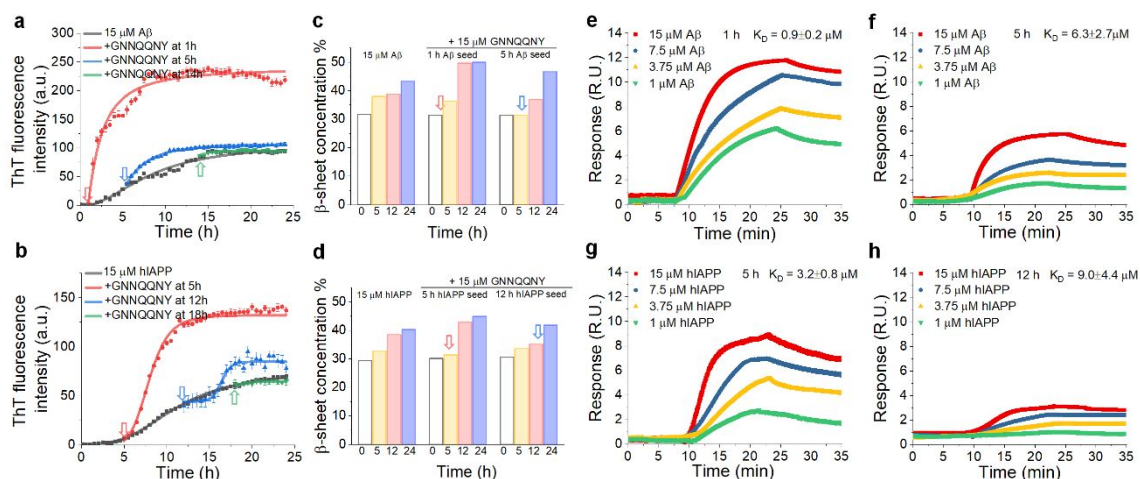 a
300
250
200
150
100
50
0
ThT fluorescence
intensity (a.u.)
15 μM Aβ
+GNNQQNY at 1h
+GNNQQNY at 5h
+GNNQQNY at 14h
0 5 10 15 20 25
Time (h)
b
150
100
50
0
ThT fluorescence
intensity (a.u.)
15 μM hIAPP
+GNNQQNY at 5h
+GNNQQNY at 12h
+GNNQQNY at 18h
0 5 10 15 20 25
Time (h)
c
β-sheet concentration %
60
50
40
30
20
10
0
+ 15 μM GNNQQNY
15 μM Aβ
1 h Aβ seed
5 h Aβ seed
0 5 12 24 0 5 12 24 0 5 12 24
Time (h)
d
β-sheet concentration %
60
50
40
30
20
10
0
+ 15 μM GNNQQNY
15 μM hIAPP
5 h hIAPP seed
12 h hIAPP seed
0 5 12 24 0 5 12 24 0 5 12 24
Time (h)
e
Response (R.U.)
14
12
10
8
6
4
2
0
1 h K_D = 0.9±0.2 μM
15 μM Aβ
7.5 μM Aβ
3.75 μM Aβ
1 μM Aβ
0 5 10 15 20 25 30 35
Time (min)
f
Response (R.U.)
14
12
10
8
6
4
2
0
5 h K_D = 6.3±2.7μM
15 μM Aβ
7.5 μM Aβ
3.75 μM Aβ
1 μM Aβ
0 5 10 15 20 25 30 35
Time (min)
g
Response (R.U.)
14
12
10
8
6
4
2
0
5 h K_D = 3.2±0.8 μM
15 μM hIAPP
7.5 μM hIAPP
3.75 μM hIAPP
1 μM hIAPP
0 5 10 15 20 25 30 35
Time (min)
h
Response (R.U.)
14
12
10
8
6
4
2
0
12 h K_D = 9.0±4.4 μM
15 μM hIAPP
7.5 μM hIAPP
3.75 μM hIAPP
1 μM hIAPP
0 5 10 15 20 25 30 35
Time (min)